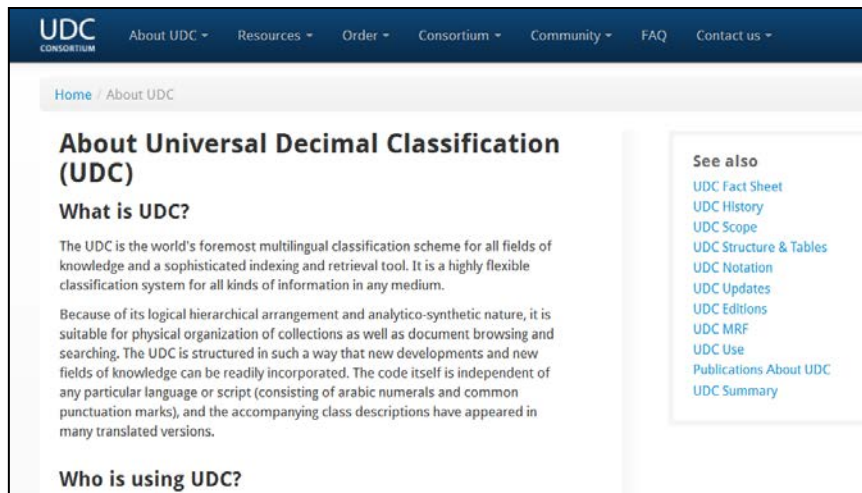 UDC
CONSORTIUM
About UDC
Resources
Order
Consortium
Community
FAQ
Contact us
Home / About UDC
About Universal Decimal Classification
(UDC)
What is UDC?
The UDC is the world's foremost multilingual classification scheme for all fields of
knowledge and a sophisticated indexing and retrieval tool. It is a highly flexible
classification system for all kinds of information in any medium.
Because of its logical hierarchical arrangement and analytico-synthetic nature, it is
suitable for physical organization of collections as well as document browsing and
searching. The UDC is structured in such a way that new developments and new
fields of knowledge can be readily incorporated. The code itself is independent of
any particular language or script (consisting of arabic numerals and common
punctuation marks), and the accompanying class descriptions have appeared in
many translated versions.
Who is using UDC?
See also
UDC Fact Sheet
UDC History
UDC Scope
UDC Structure & Tables
UDC Notation
UDC Updates
UDC Editions
UDC MRF
UDC Use
Publications About UDC
UDC Summary